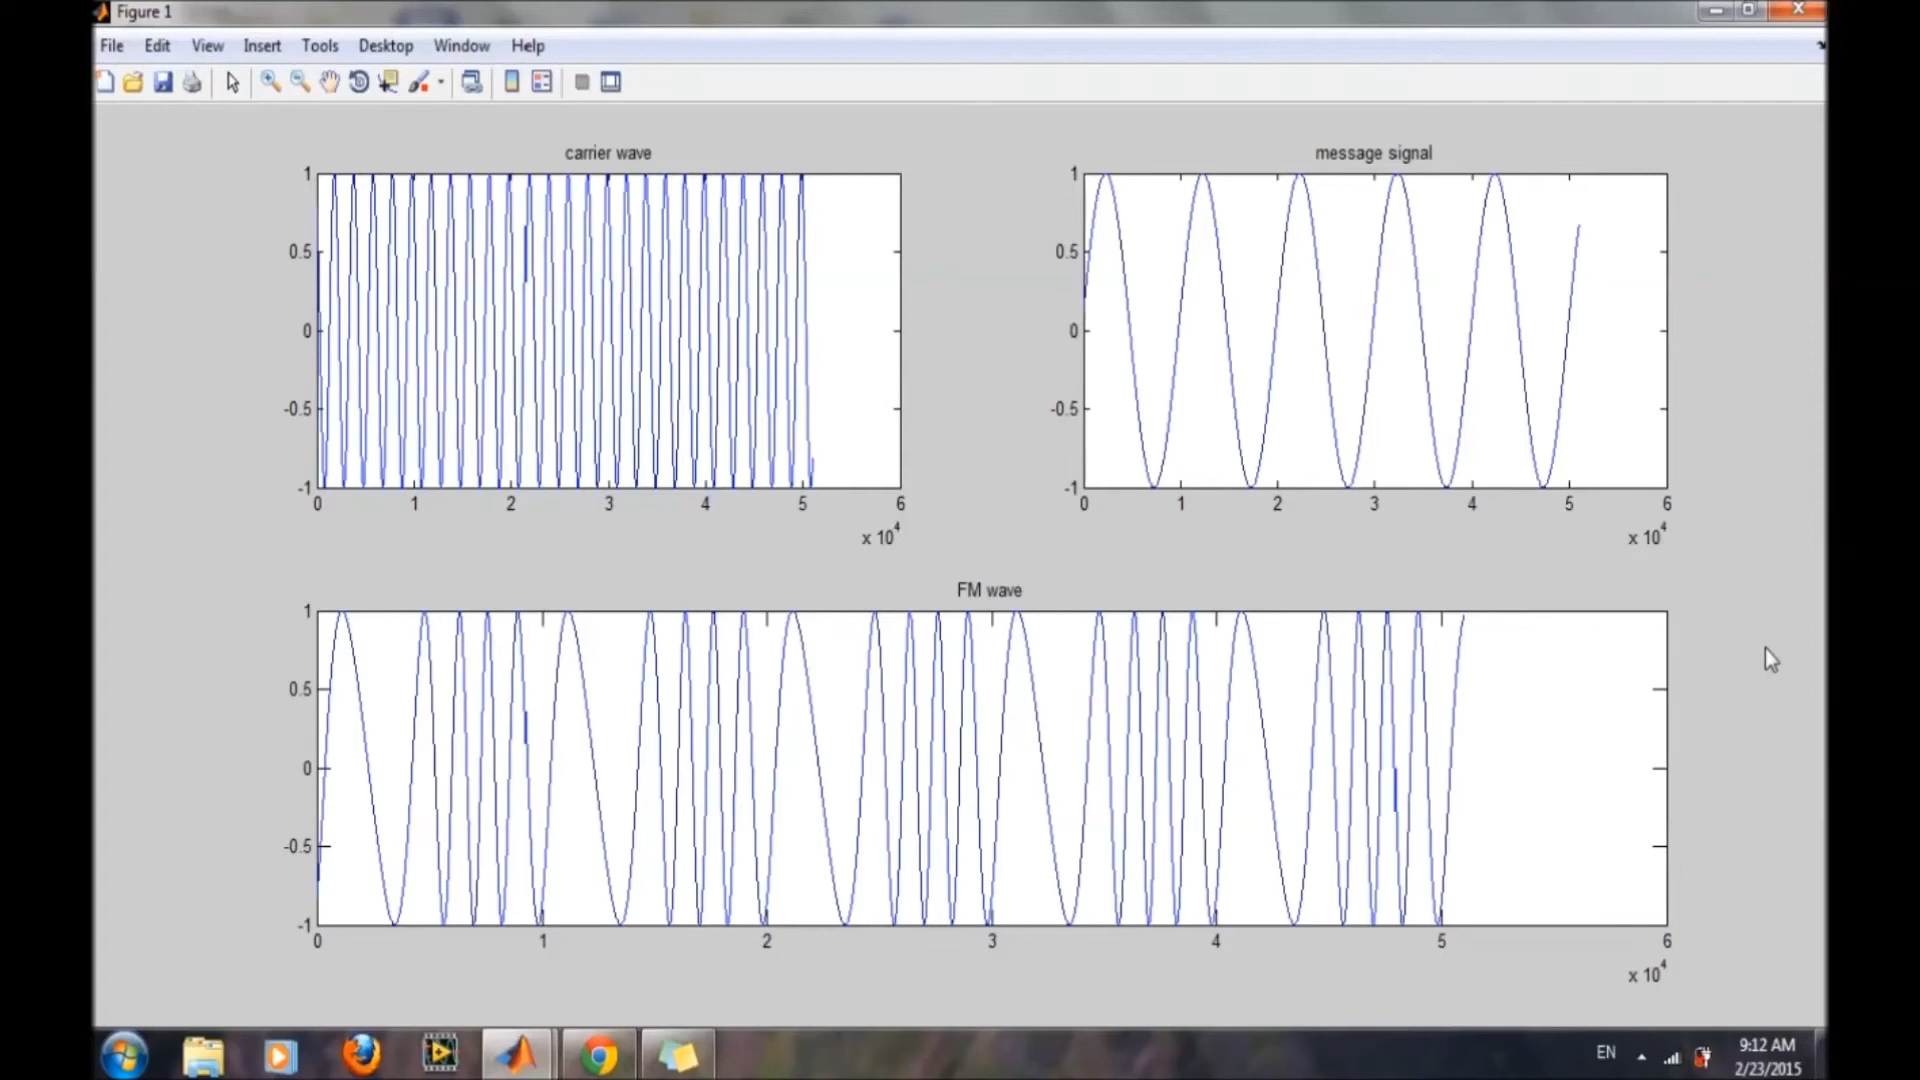 Figure 1
File Edit View Insert Tools Desktop Window Help
carrier wave
1
0.5
0
-0.5
-1
0 1 2 3 4 5 6
x 10^4
message signal
1
0.5
0
-0.5
-1
0 1 2 3 4 5 6
x 10^4
FM wave
1
0.5
0
-0.5
-1
0 1 2 3 4 5 6
x 10^4
EN
9:12 AM
2/23/2015